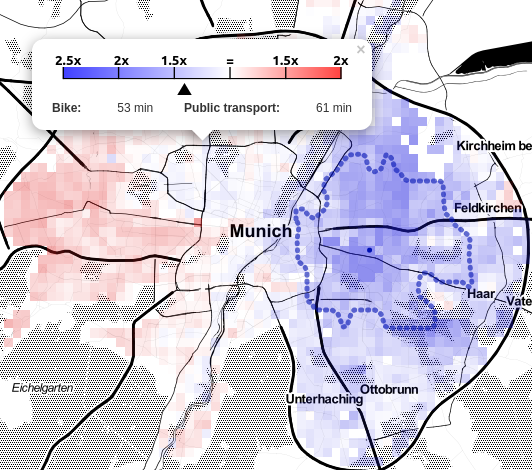 ×
2.5x 2x 1.5x = 1.5x 2x
Bike: 53 min Public transport: 61 min
Kirchheim be
Feldkirchen
Munich
Haar
Vate
Eichelgarten
Ottobrunn
Unterhaching